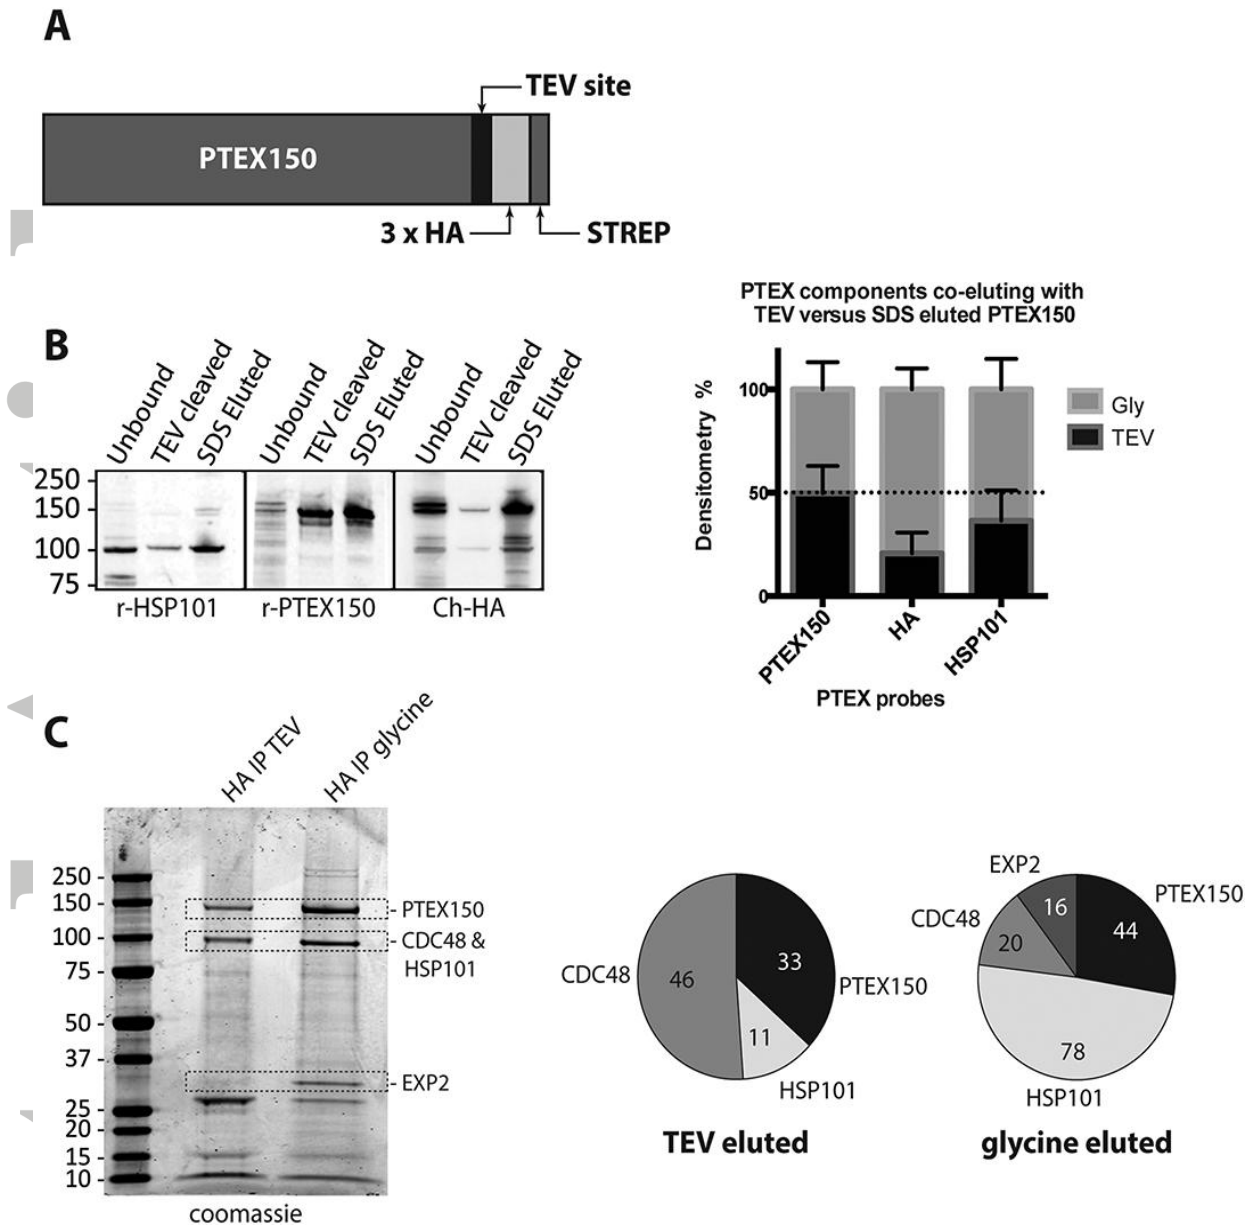 A
TEV site
PTEX150
3 x HA
STREP
B
Unbound
TEV cleaved
SDS Eluted
Unbound
TEV cleaved
SDS Eluted
Unbound
TEV cleaved
SDS Eluted
250
150
100
75
r-HSP101
r-PTEX150
Ch-HA
PTEX components co-eluting with
TEV versus SDS eluted PTEX150
Densitometry %
100
50
0
Gly
TEV
PTEX150
HA
HSP101
PTEX probes
C
HA IP TEV
HA IP glycine
250
150
100
75
50
37
25
20
15
10
- PTEX150
- CDC48 &
HSP101
- EXP2
coomassie
CDC48
46
33
PTEX150
11
HSP101
TEV eluted
EXP2
16
PTEX150
44
CDC48
20
78
HSP101
glycine eluted